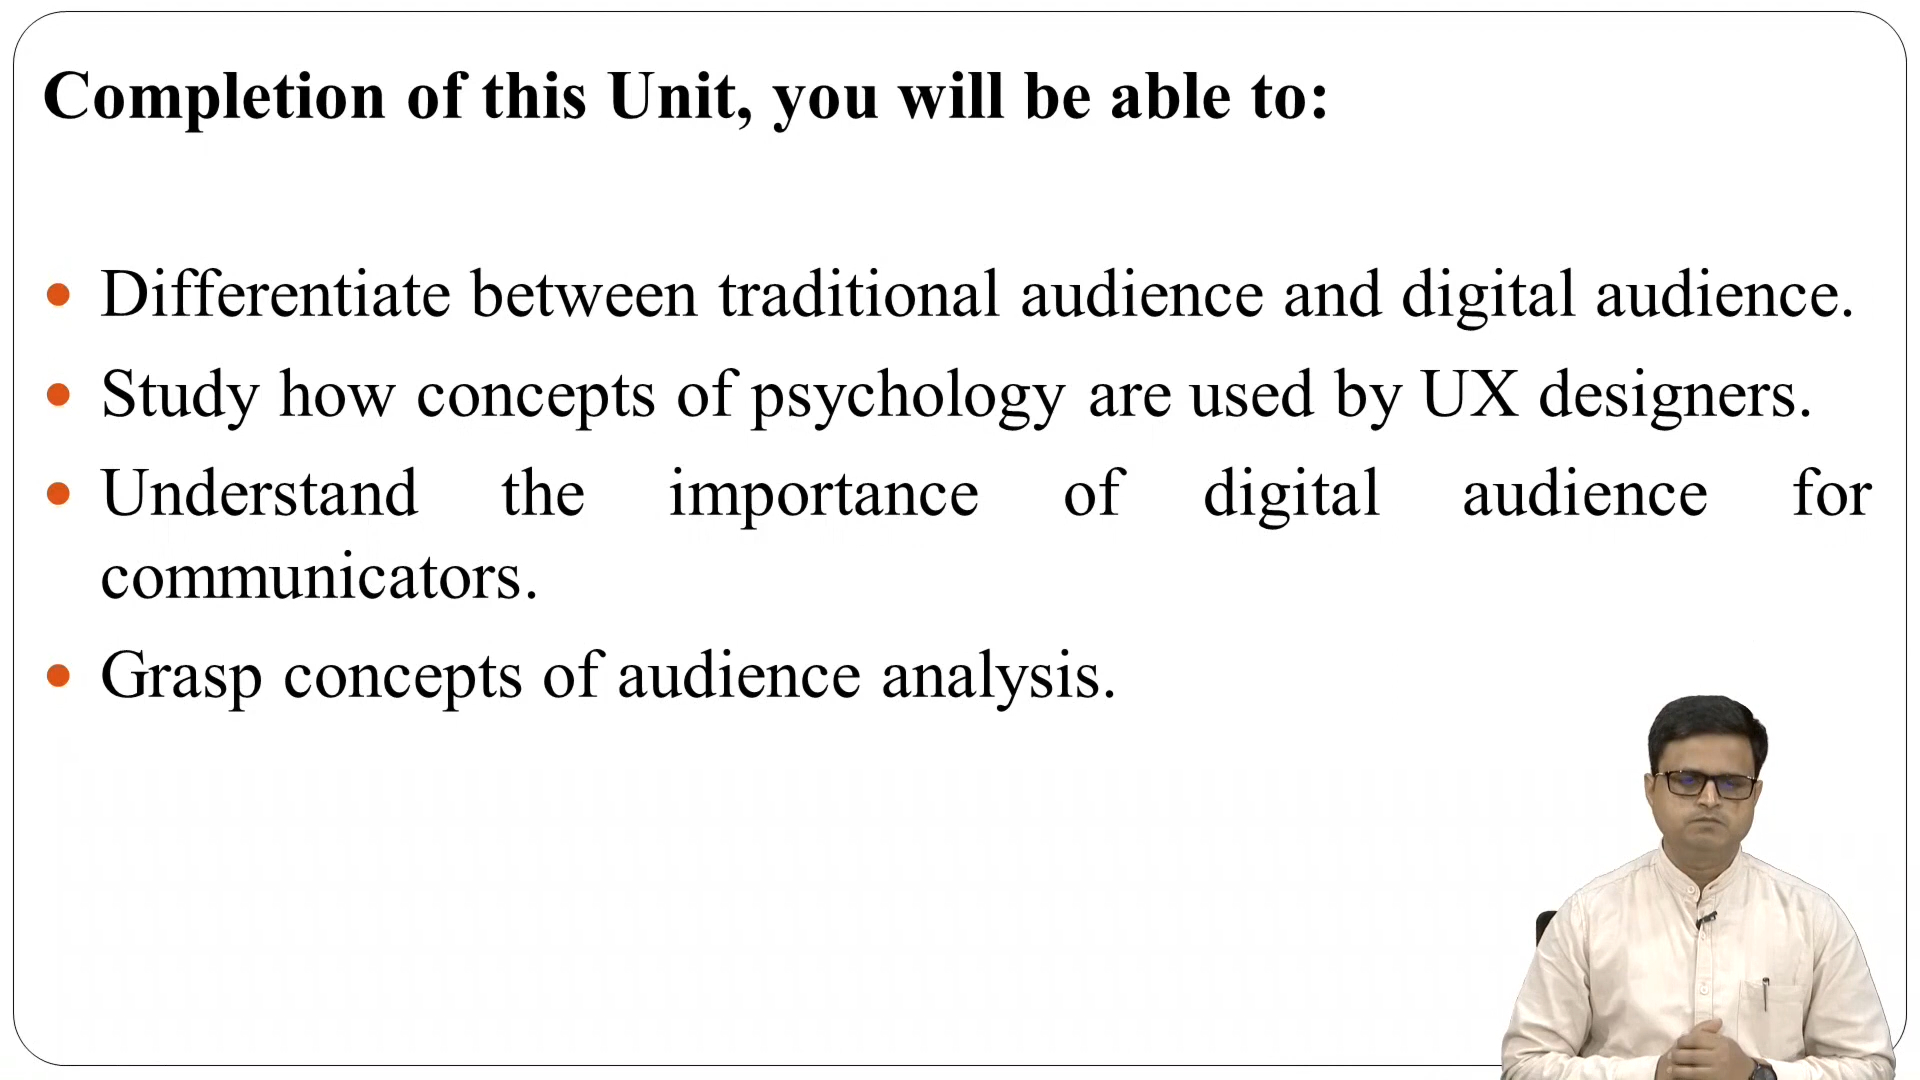 Completion of this Unit, you will be able to:
• Differentiate between traditional audience and digital audience.
• Study how concepts of psychology are used by UX designers.
• Understand the importance of digital audience for
communicators.
• Grasp concepts of audience analysis.